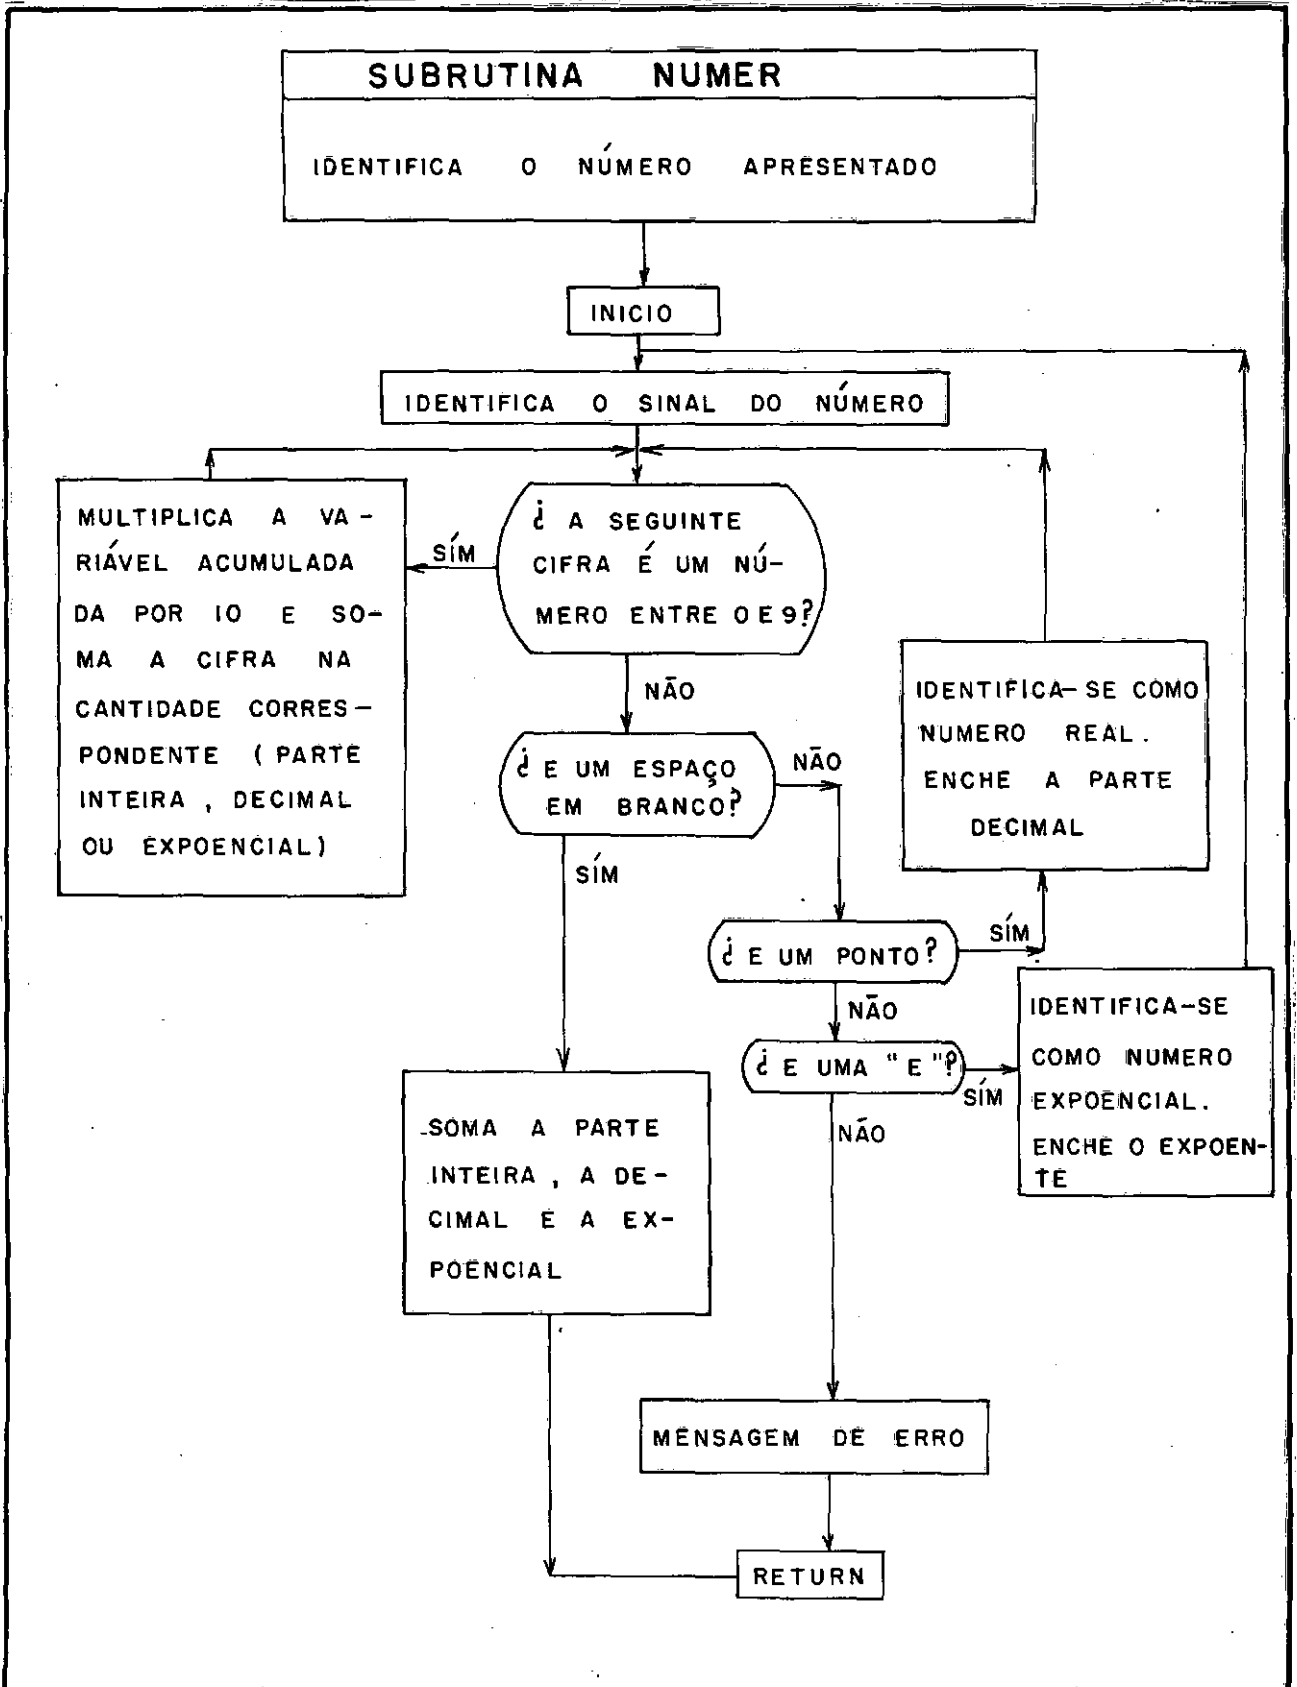 SUBRUTINA NUMER
IDENTIFICA O NÚMERO APRESENTADO
INICIO
IDENTIFICA O SINAL DO NÚMERO
¿ A SEGUINTE
CIFRA É UM NÚ-
MERO ENTRE 0 E 9?
SÍM
MULTIPLICA A VA-
RIÁVEL ACUMULADA
DA POR 10 E SO-
MA A CIFRA NA
CANTIDADE CORRES-
PONDENTE ( PARTE
INTEIRA , DECIMAL
OU EXPOENCIAL)
NÃO
¿ E UM ESPAÇO
EM BRANCO?
NÃO
SÍM
IDENTIFICA-SE COMO
NUMERO REAL.
ENCHE A PARTE
DECIMAL
¿ E UM PONTO?
SÍM
NÃO
¿ E UMA "E"?
SÍM
IDENTIFICA-SE
COMO NUMERO
EXPOENCIAL.
ENCHE O EXPOEN-
TE
NÃO
SOMA A PARTE
INTEIRA , A DE-
CIMAL E A EX-
POENCIAL
MENSAGEM DE ERRO
RETURN